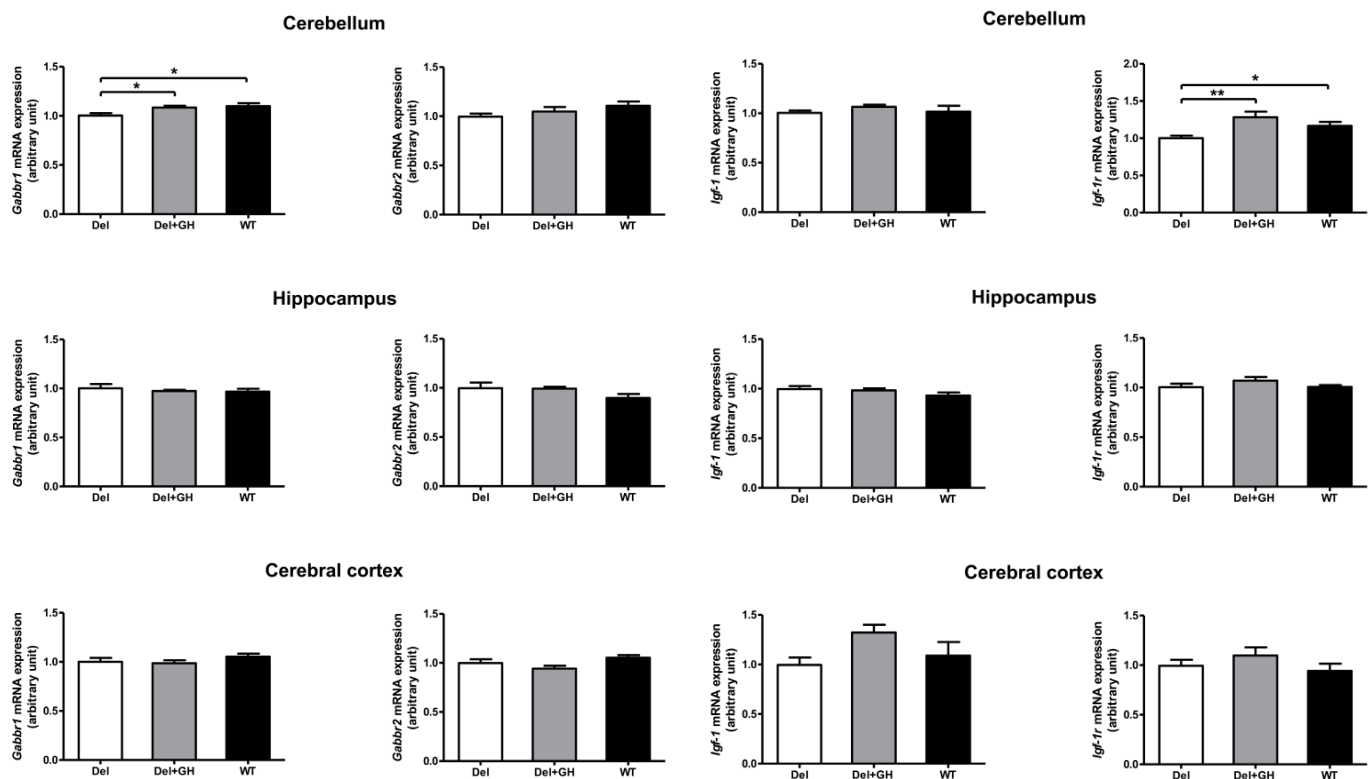 Cerebellum
Gabbr1 mRNA expression
(arbitrary unit)
1.5
1.0
0.5
0.0
*
*
Del
Del+GH
WT
Gabbr2 mRNA expression
(arbitrary unit)
1.5
1.0
0.5
0.0
Del
Del+GH
WT
Cerebellum
Igf-1 mRNA expression
(arbitrary unit)
1.5
1.0
0.5
0.0
Del
Del+GH
WT
Igf-1r mRNA expression
(arbitrary unit)
2.0
1.5
1.0
0.5
0.0
*
**
Del
Del+GH
WT
Hippocampus
Gabbr1 mRNA expression
(arbitrary unit)
1.5
1.0
0.5
0.0
Del
Del+GH
WT
Gabbr2 mRNA expression
(arbitrary unit)
1.5
1.0
0.5
0.0
Del
Del+GH
WT
Hippocampus
Igf-1 mRNA expression
(arbitrary unit)
1.5
1.0
0.5
0.0
Del
Del+GH
WT
Igf-1r mRNA expression
(arbitrary unit)
1.5
1.0
0.5
0.0
Del
Del+GH
WT
Cerebral cortex
Gabbr1 mRNA expression
(arbitrary unit)
1.5
1.0
0.5
0.0
Del
Del+GH
WT
Gabbr2 mRNA expression
(arbitrary unit)
1.5
1.0
0.5
0.0
Del
Del+GH
WT
Cerebral cortex
Igf-1 mRNA expression
(arbitrary unit)
1.5
1.0
0.5
0.0
Del
Del+GH
WT
Igf-1r mRNA expression
(arbitrary unit)
1.5
1.0
0.5
0.0
Del
Del+GH
WT